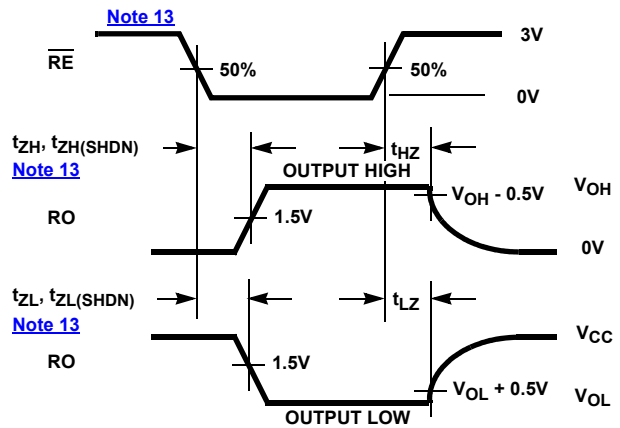 Note 13
RE
50%
50%
3V
0V
tZH, tZH(SHDN)
Note 13
tHZ
OUTPUT HIGH
RO
1.5V
VOH - 0.5V
VOH
0V
tZL, tZL(SHDN)
Note 13
tLZ
RO
1.5V
VCC
VOL + 0.5V
VOL
OUTPUT LOW